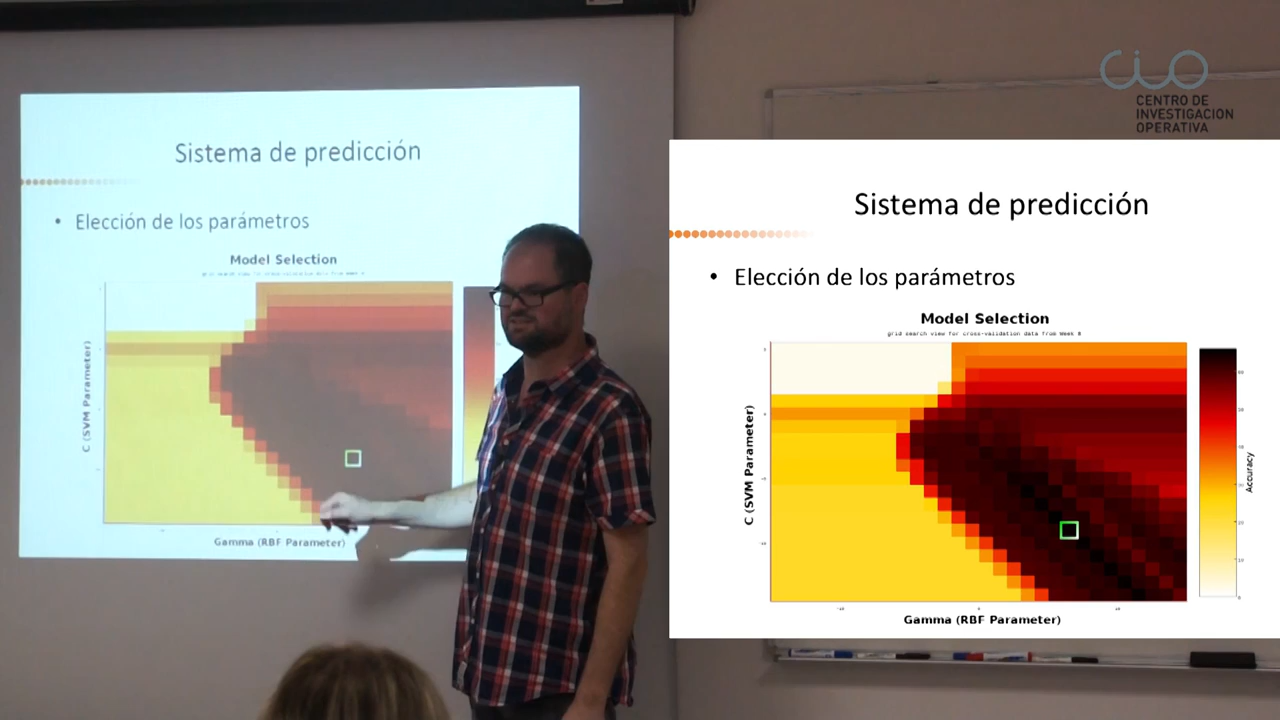 Sistema de predicción
• Elección de los parámetros
Model Selection
C (SVM Parameter)
Gamma (RBF Parameter)
CIO
CENTRO DE
INVESTIGACION
OPERATIVA
Sistema de predicción
• Elección de los parámetros
Model Selection
grid search view for cross-validation data from Week 8
C (SVM Parameter)
Accuracy
Gamma (RBF Parameter)